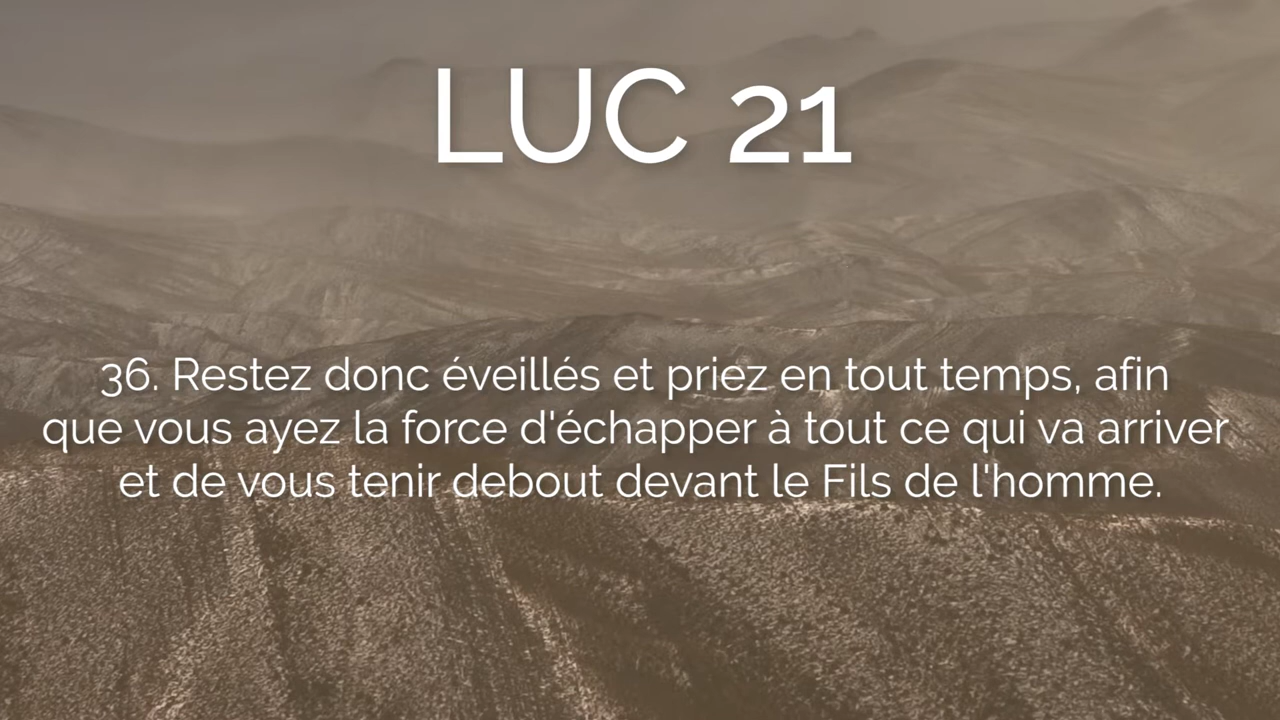 LUC 21
36. Restez donc éveillés et priez en tout temps, afin
que vous ayez la force d'échapper à tout ce qui va arriver
et de vous tenir debout devant le Fils de l'homme.